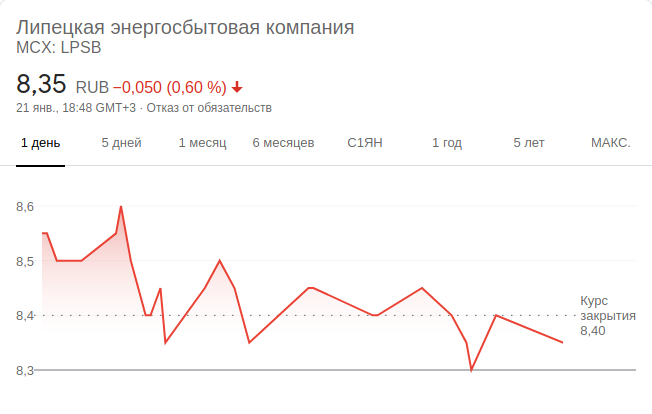 Липецкая энергосбытовая компания
MCX: LPSB
8,35 RUB −0,050 (0,60 %)
21 янв., 18:48 GMT+3 · Отказ от обязательств
1 день 5 дней 1 месяц 6 месяцев С1ЯН 1 год 5 лет МАКС.
8,6
8,5
8,4
8,3
Курс
закрытия
8,40